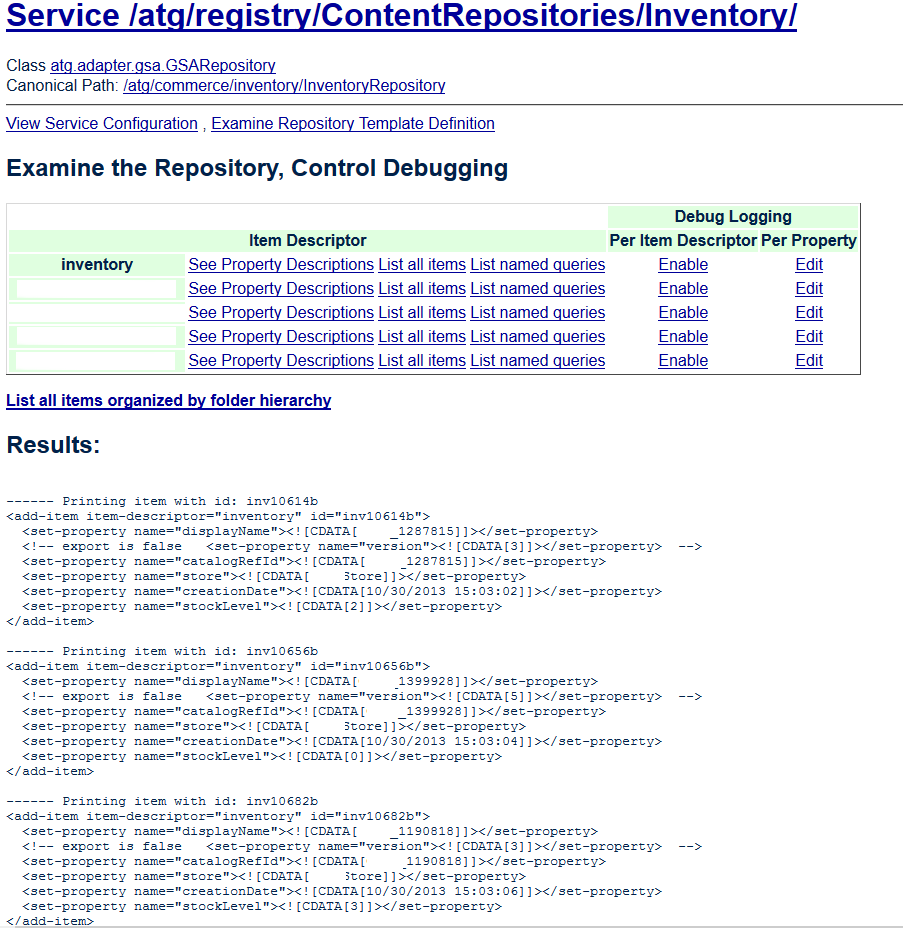 Service /atg/registry/ContentRepositories/Inventory/
Class atg.adapter.gsa.GSARepository
Canonical Path: /atg/commerce/inventory/InventoryRepository
View Service Configuration , Examine Repository Template Definition
Examine the Repository, Control Debugging
Debug Logging
Item Descriptor Per Item Descriptor Per Property
inventory See Property Descriptions List all items List named queries Enable Edit
See Property Descriptions List all items List named queries Enable Edit
See Property Descriptions List all items List named queries Enable Edit
See Property Descriptions List all items List named queries Enable Edit
See Property Descriptions List all items List named queries Enable Edit
List all items organized by folder hierarchy
Results:
------ Printing item with id: inv10614b
<add-item item-descriptor="inventory" id="inv10614b">
<set-property name="displayName"><![CDATA[ _1287815]]></set-property>
<!-- export is false <set-property name="version"><![CDATA[3]]></set-property> -->
<set-property name="catalogRefId"><![CDATA[ _1287815]]></set-property>
<set-property name="store"><![CDATA[ Store]]></set-property>
<set-property name="creationDate"><![CDATA[10/30/2013 15:03:02]]></set-property>
<set-property name="stockLevel"><![CDATA[2]]></set-property>
</add-item>
------ Printing item with id: inv10656b
<add-item item-descriptor="inventory" id="inv10656b">
<set-property name="displayName"><![CDATA[ _1399928]]></set-property>
<!-- export is false <set-property name="version"><![CDATA[5]]></set-property> -->
<set-property name="catalogRefId"><![CDATA[ _1399928]]></set-property>
<set-property name="store"><![CDATA[ Store]]></set-property>
<set-property name="creationDate"><![CDATA[10/30/2013 15:03:04]]></set-property>
<set-property name="stockLevel"><![CDATA[0]]></set-property>
</add-item>
------ Printing item with id: inv10682b
<add-item item-descriptor="inventory" id="inv10682b">
<set-property name="displayName"><![CDATA[ _1190818]]></set-property>
<!-- export is false <set-property name="version"><![CDATA[3]]></set-property> -->
<set-property name="catalogRefId"><![CDATA[ _1190818]]></set-property>
<set-property name="store"><![CDATA[ Store]]></set-property>
<set-property name="creationDate"><![CDATA[10/30/2013 15:03:06]]></set-property>
<set-property name="stockLevel"><![CDATA[3]]></set-property>
</add-item>